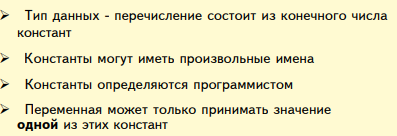 ➢ Тип данных - перечисление состоит из конечного числа
констант
➢ Константы могут иметь произвольные имена
➢ Константы определяются программистом
➢ Переменная может только принимать значение
одной из этих констант